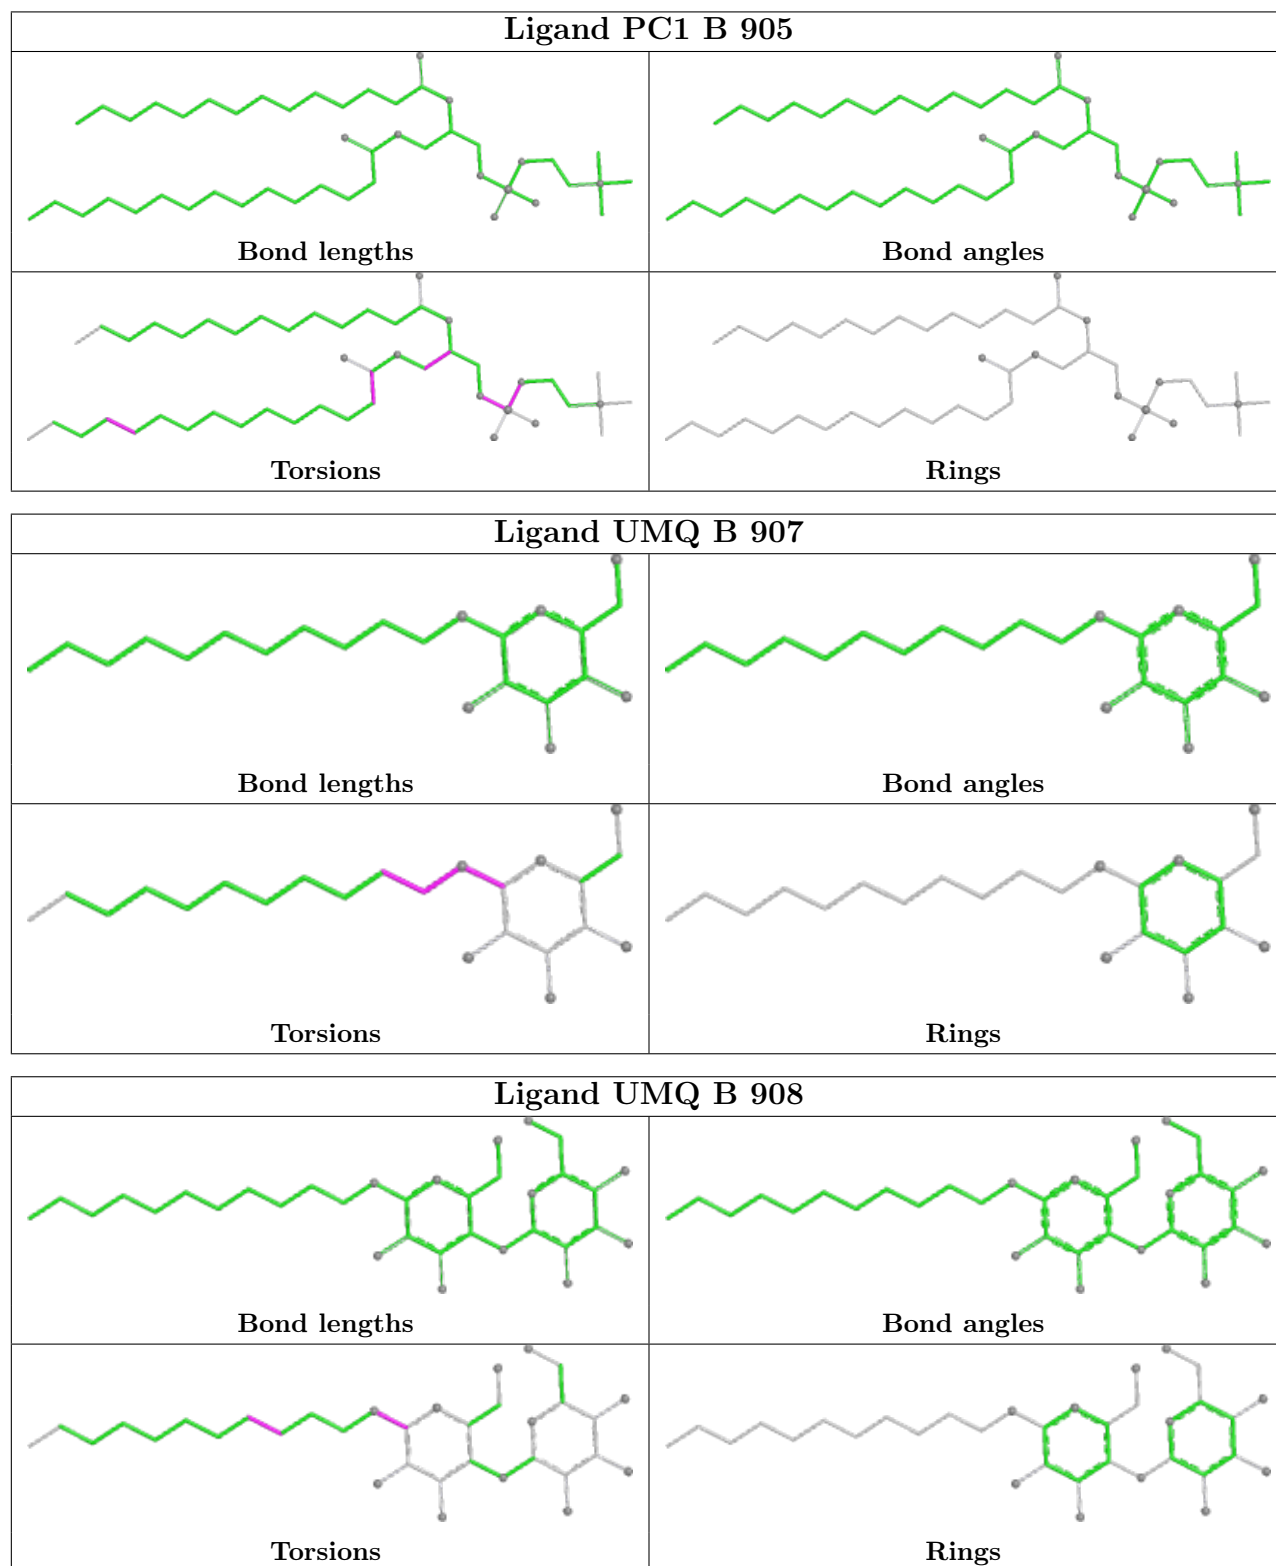 Ligand PC1 B 905
Bond lengths
Bond angles
Torsions
Rings
Ligand UMQ B 907
Bond lengths
Bond angles
Torsions
Rings
Ligand UMQ B 908
Bond lengths
Bond angles
Torsions
Rings